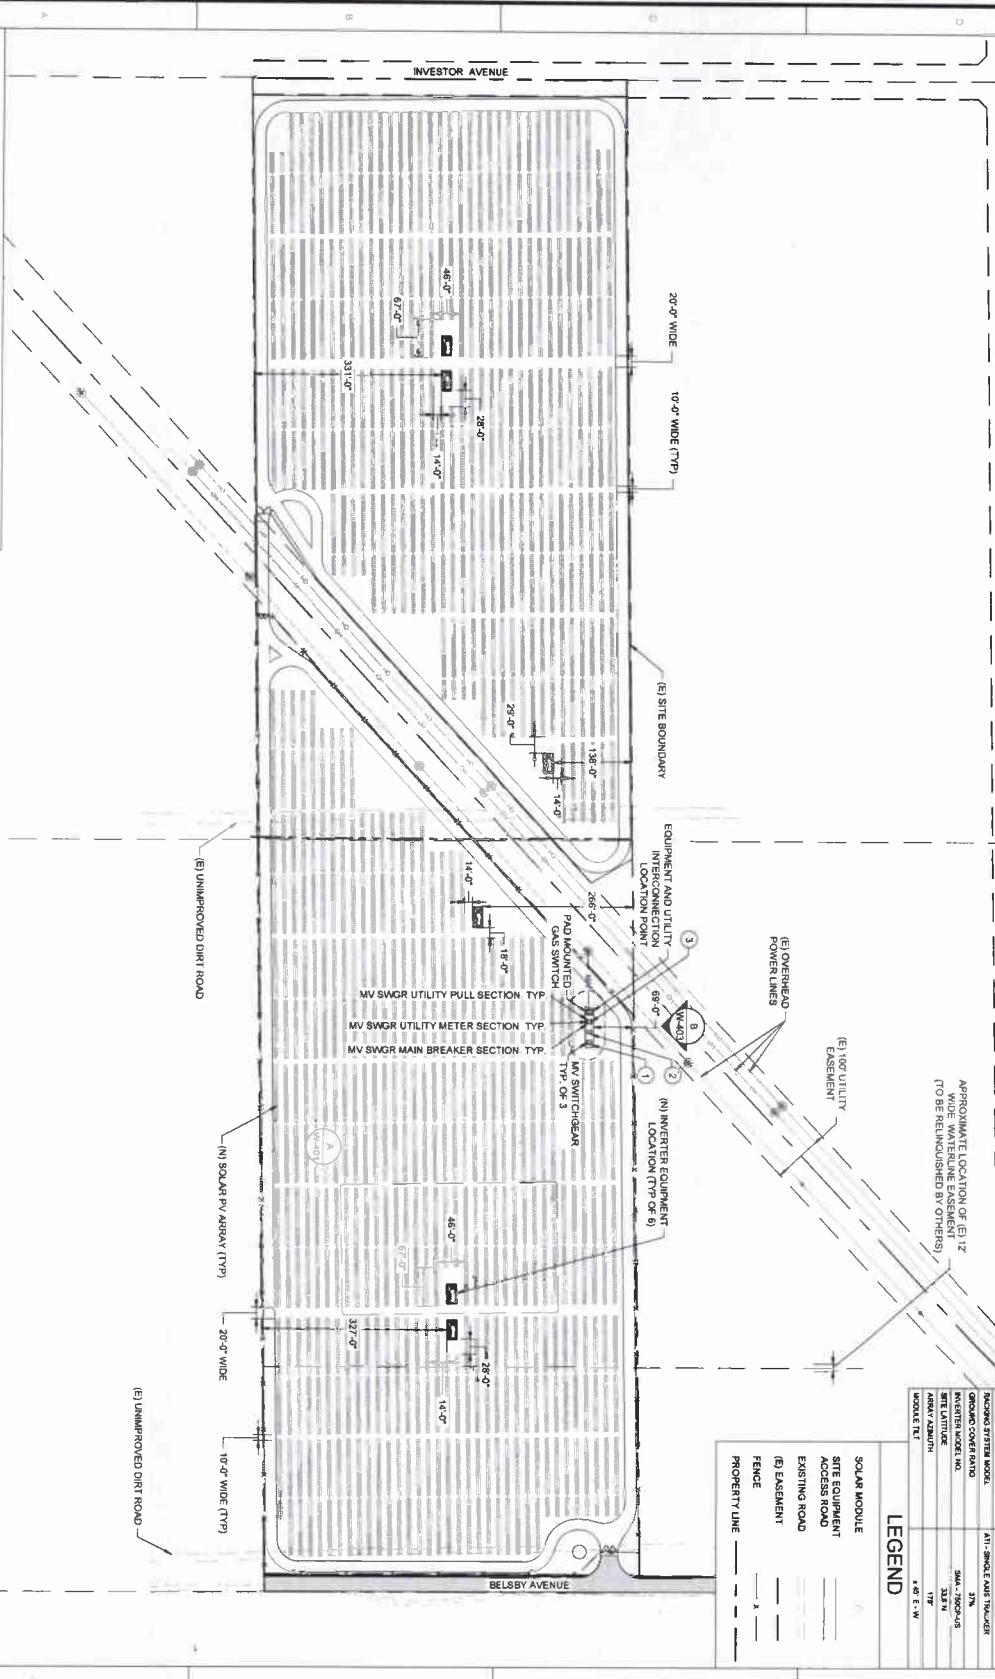 INVESTOR AVENUE
20'-0" WIDE
10'-0" WIDE (TYP)
46'-0"
67'-0"
331'-0"
28'-0"
14'-0"
(E) SITE BOUNDARY
29'-0"
138'-0"
14'-0"
(E) UNIMPROVED DIRT ROAD
EQUIPMENT AND UTILITY
INTERCONNECTION
LOCATION POINT
266'-0"
14'-0"
18'-0"
PAD MOUNTED
GAS SWITCH
MV SWGR UTILITY PULL SECTION TYP.
MV SWGR UTILITY METER SECTION TYP.
MV SWGR MAIN BREAKER SECTION TYP.
MV SWITCHGEAR
TYP. OF 3
69'-0"
3
2
1
B
W-403
(E) OVERHEAD
POWER LINES
(E) 100' UTILITY
EASEMENT
APPROXIMATE LOCATION OF (E) 12'
WIDE WATERLINE EASEMENT
(TO BE RELINQUISHED BY OTHERS)
(N) INVERTER EQUIPMENT
LOCATION (TYP OF 6)
A
W-401
(N) SOLAR PV ARRAY (TYP)
46'-0"
67'-0"
327'-0"
28'-0"
14'-0"
20'-0" WIDE
10'-0" WIDE (TYP)
(E) UNIMPROVED DIRT ROAD
BELSBY AVENUE
RACKING SYSTEM MODEL ATI - SINGLE AXIS TRACKER
GROUND COVER RATIO 37%
INVERTER MODEL NO. SMA - 750CP-US
SITE LATITUDE 33.8° N
ARRAY AZIMUTH 178°
MODULE TILT ± 45° E - W
LEGEND
SOLAR MODULE
SITE EQUIPMENT
ACCESS ROAD
EXISTING ROAD
(E) EASEMENT
FENCE x
PROPERTY LINE
A
B
D